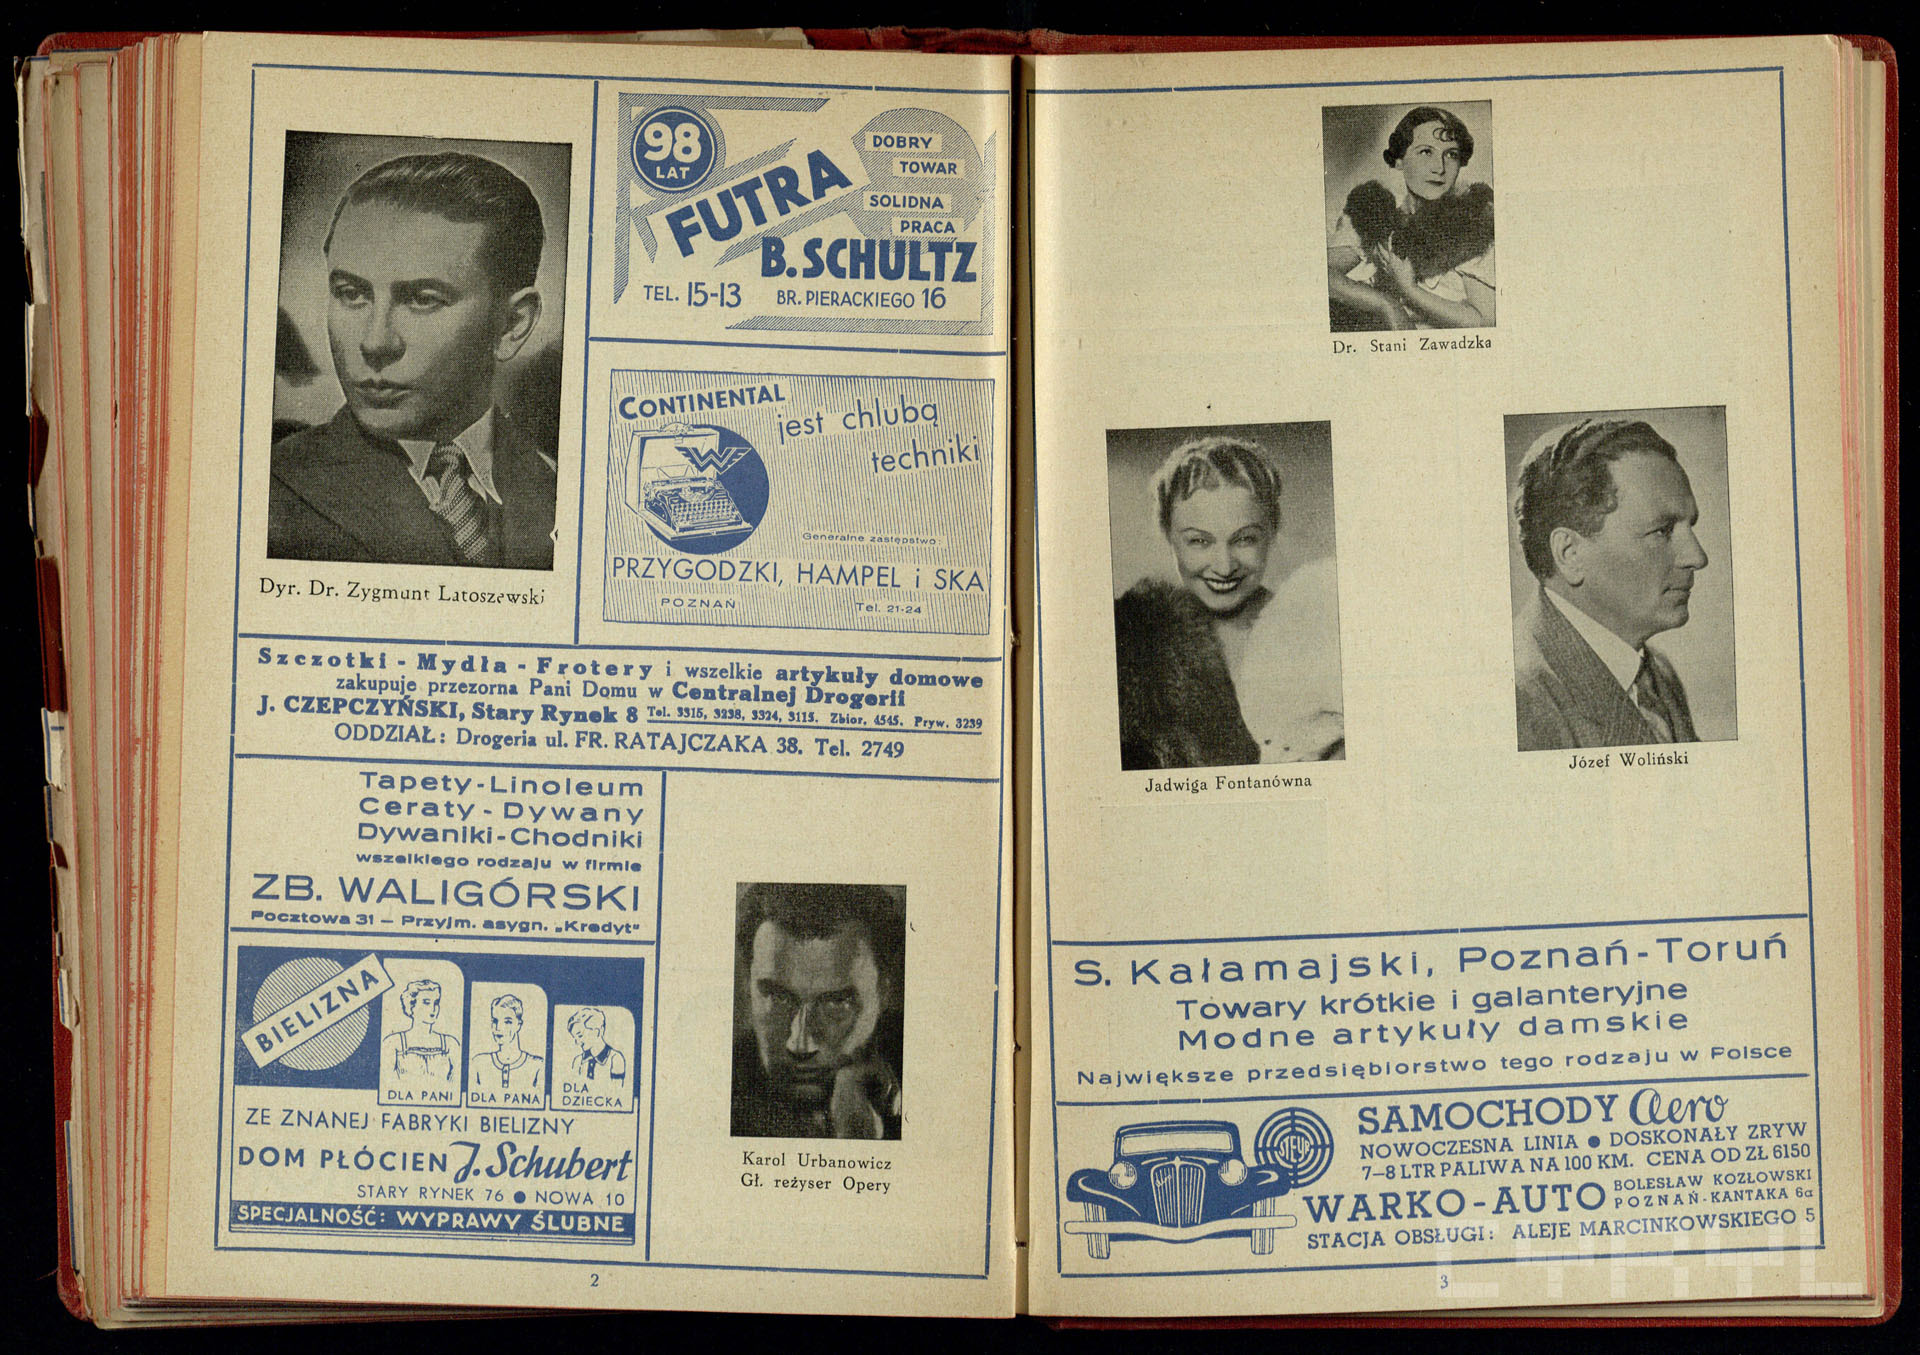 Dyr. Dr. Zygmunt Latoszewski
98
LAT
FUTRA
DOBRY
TOWAR
SOLIDNA
PRACA
B. SCHULTZ
TEL. 15-13 BR. PIERACKIEGO 16
CONTINENTAL
jest chlubą
techniki
W
Generalne zastępstwo:
PRZYGODZKI, HAMPEL i SKA
POZNAŃ Tel. 21-24
Szczotki - Mydła - Frotery i wszelkie artykuły domowe
zakupuje przezorna Pani Domu w Centralnej Drogerii
J. CZEPCZYŃSKI, Stary Rynek 8 Tel. 3315, 3238, 3324, 3115. Zbior. 4545. Pryw. 3239
ODDZIAŁ: Drogeria ul. FR. RATAJCZAKA 38. Tel. 2749
Tapety-Linoleum
Ceraty-Dywany
Dywaniki-Chodniki
wszelkiego rodzaju w firmie
ZB. WALIGÓRSKI
Pocztowa 31 — Przyjm. asygn. „Kredyt"
BIELIZNA
DLA PANI
DLA PANA
DLA
DZIECKA
ZE ZNANEJ FABRYKI BIELIZNY
DOM PŁÓCIEN J. Schubert
STARY RYNEK 76 ● NOWA 10
SPECJALNOŚĆ: WYPRAWY ŚLUBNE
Karol Urbanowicz
Gł. reżyser Opery
2
Dr. Stani Zawadzka
Jadwiga Fontanówna
Józef Woliński
S. Kałamajski, Poznań-Toruń
Towary krótkie i galanteryjne
Modne artykuły damskie
Największe przedsiębiorstwo tego rodzaju w Polsce
STEYR
SAMOCHODY Aero
NOWOCZESNA LINIA ● DOSKONAŁY ZRYW
7–8 LTR PALIWA NA 100 KM. CENA OD ZŁ 6150
WARKO-AUTO BOLESŁAW KOZŁOWSKI
POZNAŃ-KANTAKA 6a
STACJA OBSŁUGI: ALEJE MARCINKOWSKIEGO 5
3